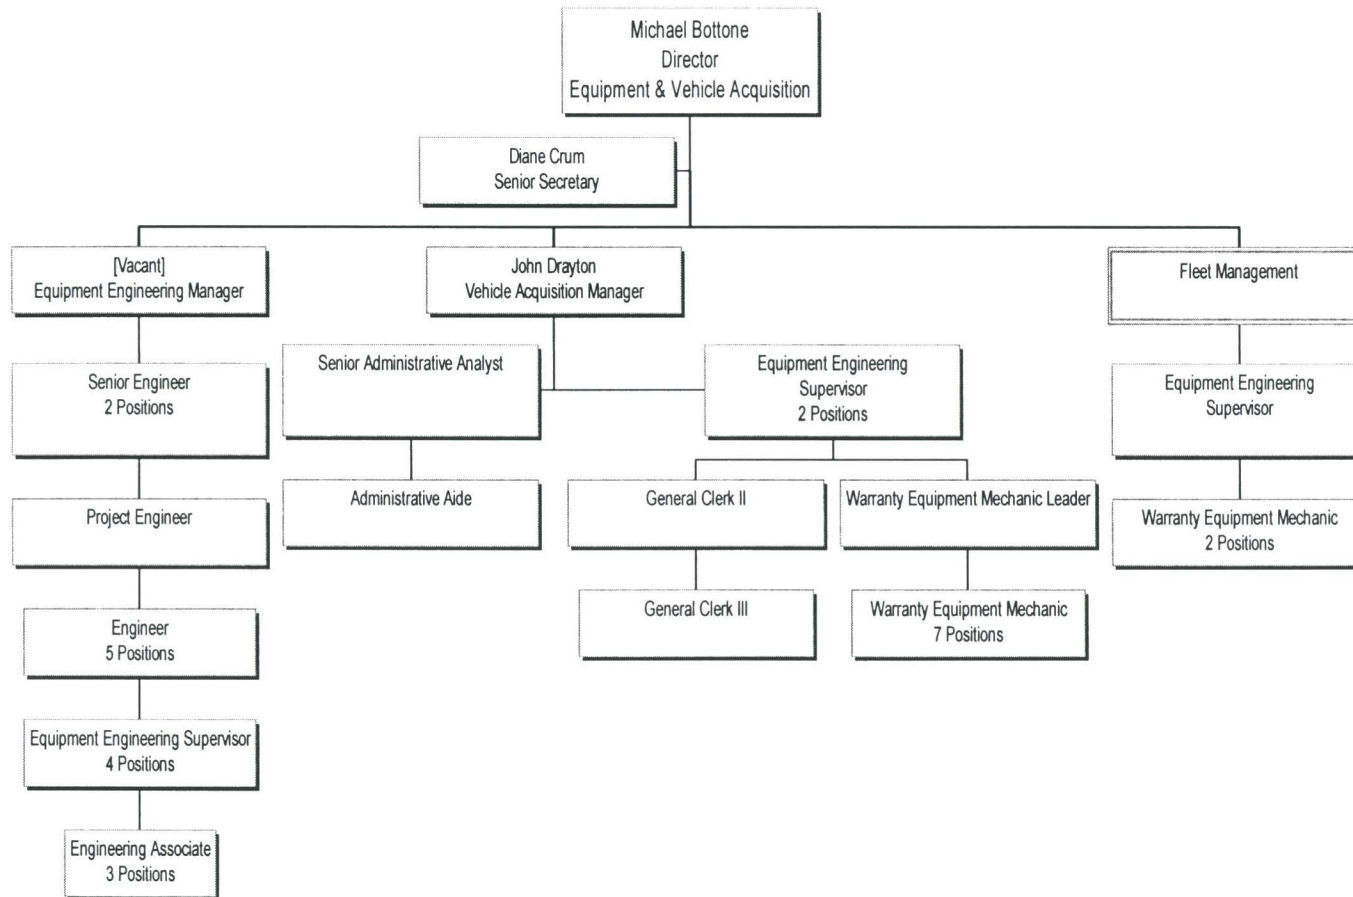 Michael Bottone
Director
Equipment & Vehicle Acquisition
Diane Crum
Senior Secretary
[Vacant]
Equipment Engineering Manager
John Drayton
Vehicle Acquisition Manager
Fleet Management
Senior Engineer
2 Positions
Senior Administrative Analyst
Equipment Engineering
Supervisor
2 Positions
Equipment Engineering
Supervisor
Project Engineer
Administrative Aide
General Clerk II
Warranty Equipment Mechanic Leader
Warranty Equipment Mechanic
2 Positions
Engineer
5 Positions
General Clerk III
Warranty Equipment Mechanic
7 Positions
Equipment Engineering Supervisor
4 Positions
Engineering Associate
3 Positions